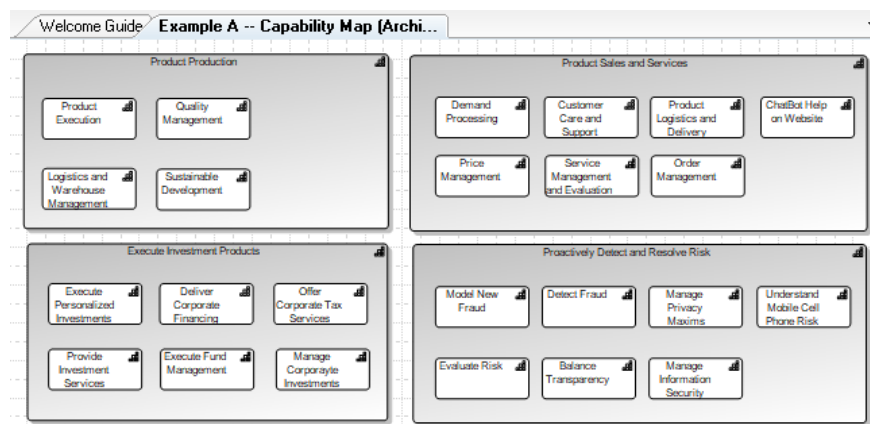 Welcome Guide
Example A -- Capability Map (Archi...
Product Production
Product
Execution
Quality
Management
Logistics and
Warehouse
Management
Sustainable
Development
Product Sales and Services
Demand
Processing
Customer
Care and
Support
Product
Logistics and
Delivery
ChatBot Help
on Website
Price
Management
Service
Management
and Evaluation
Order
Management
Execute Investment Products
Execute
Personalized
Investments
Deliver
Corporate
Financing
Offer
Corporate Tax
Services
Provide
Investment
Services
Execute Fund
Management
Manage
Corporayte
Investments
Proactively Detect and Resolve Risk
Model New
Fraud
Detect Fraud
Manage
Privacy
Maxims
Understand
Mobile Cell
Phone Risk
Evaluate Risk
Balance
Transparency
Manage
Information
Security